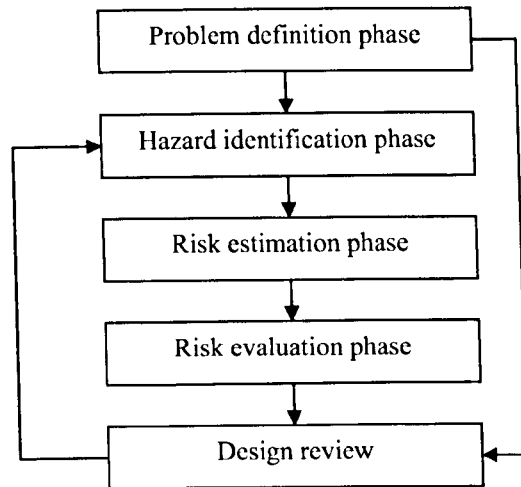 Problem definition phase
Hazard identification phase
Risk estimation phase
Risk evaluation phase
Design review